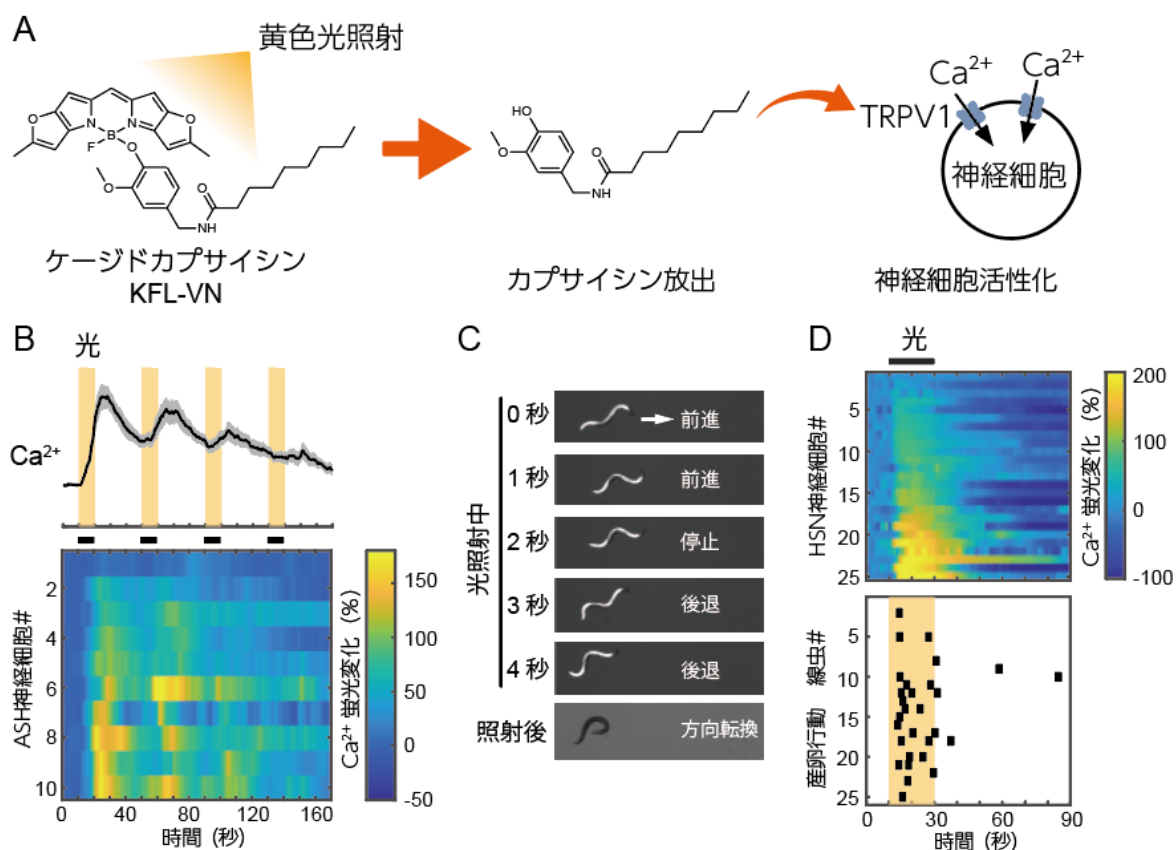 A
黄色光照射
F
B
N
N
O
O
O
O
O
NH
ケージドカプサイシン
KFL-VN
HO
O
O
NH
カプサイシン放出
Ca²⁺ Ca²⁺
TRPV1
神経細胞
神経細胞活性化
B
光
Ca²⁺
ASH神経細胞#
2
4
6
8
10
0 40 80 120 160
時間 (秒)
150
100
50
0
-50
Ca²⁺ 蛍光変化 (%)
C
光照射中
0 秒 前進
1 秒 前進
2 秒 停止
3 秒 後退
4 秒 後退
照射後 方向転換
D
光
HSN神経細胞#
5
10
15
20
25
200
100
0
-100
Ca²⁺ 蛍光変化 (%)
産卵行動 線虫#
5
10
15
20
25
0 30 60 90
時間 (秒)